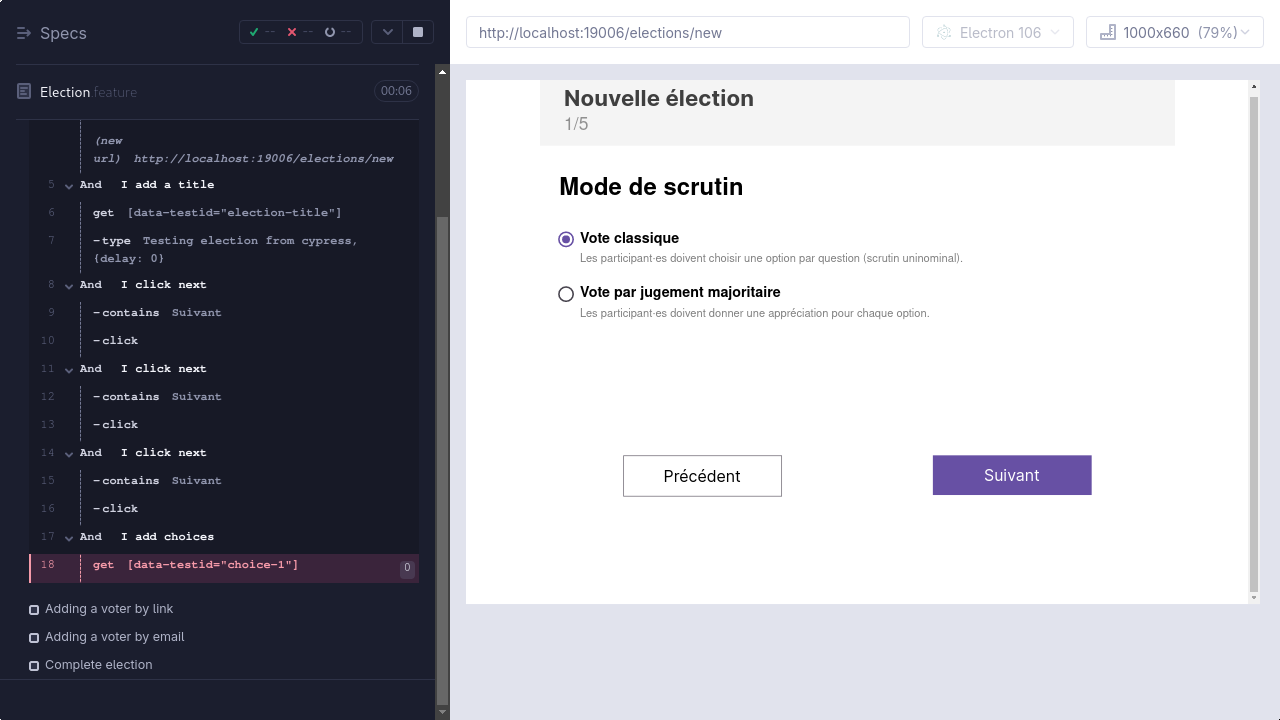 Specs
--
--
--
Election.feature
00:06
(new
url) http://localhost:19006/elections/new
5 And I add a title
6 get [data-testid="election-title"]
7 -type Testing election from cypress,
{delay: 0}
8 And I click next
9 -contains Suivant
10 -click
11 And I click next
12 -contains Suivant
13 -click
14 And I click next
15 -contains Suivant
16 -click
17 And I add choices
18 get [data-testid="choice-1"] 0
Adding a voter by link
Adding a voter by email
Complete election
http://localhost:19006/elections/new
Electron 106
1000x660 (79%)
Nouvelle élection
1/5
Mode de scrutin
Vote classique
Les participant·es doivent choisir une option par question (scrutin uninominal).
Vote par jugement majoritaire
Les participant·es doivent donner une appréciation pour chaque option.
Précédent
Suivant